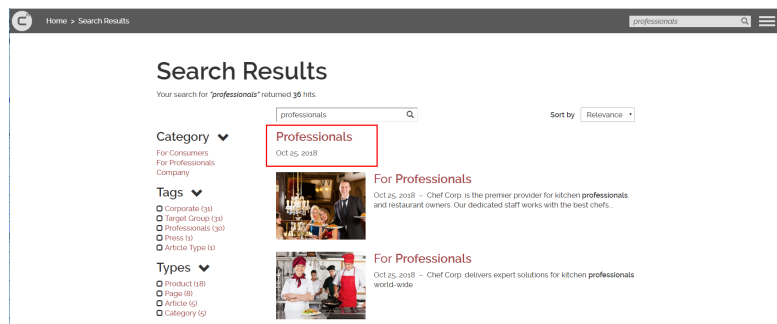 Home > Search Results
professionals
Search Results
Your search for "professionals" returned 36 hits.
professionals
Sort by Relevance
Category
For Consumers
For Professionals
Company
Tags
Corporate (31)
Target Group (31)
Professionals (30)
Press (1)
Article Type (1)
Types
Product (18)
Page (8)
Article (5)
Category (5)
Professionals
Oct 25, 2018
For Professionals
Oct 25, 2018 – Chef Corp. is the premier provider for kitchen professionals
and restaurant owners. Our dedicated staff works with the best chefs...
For Professionals
Oct 25, 2018 – Chef Corp. delivers expert solutions for kitchen professionals
world-wide